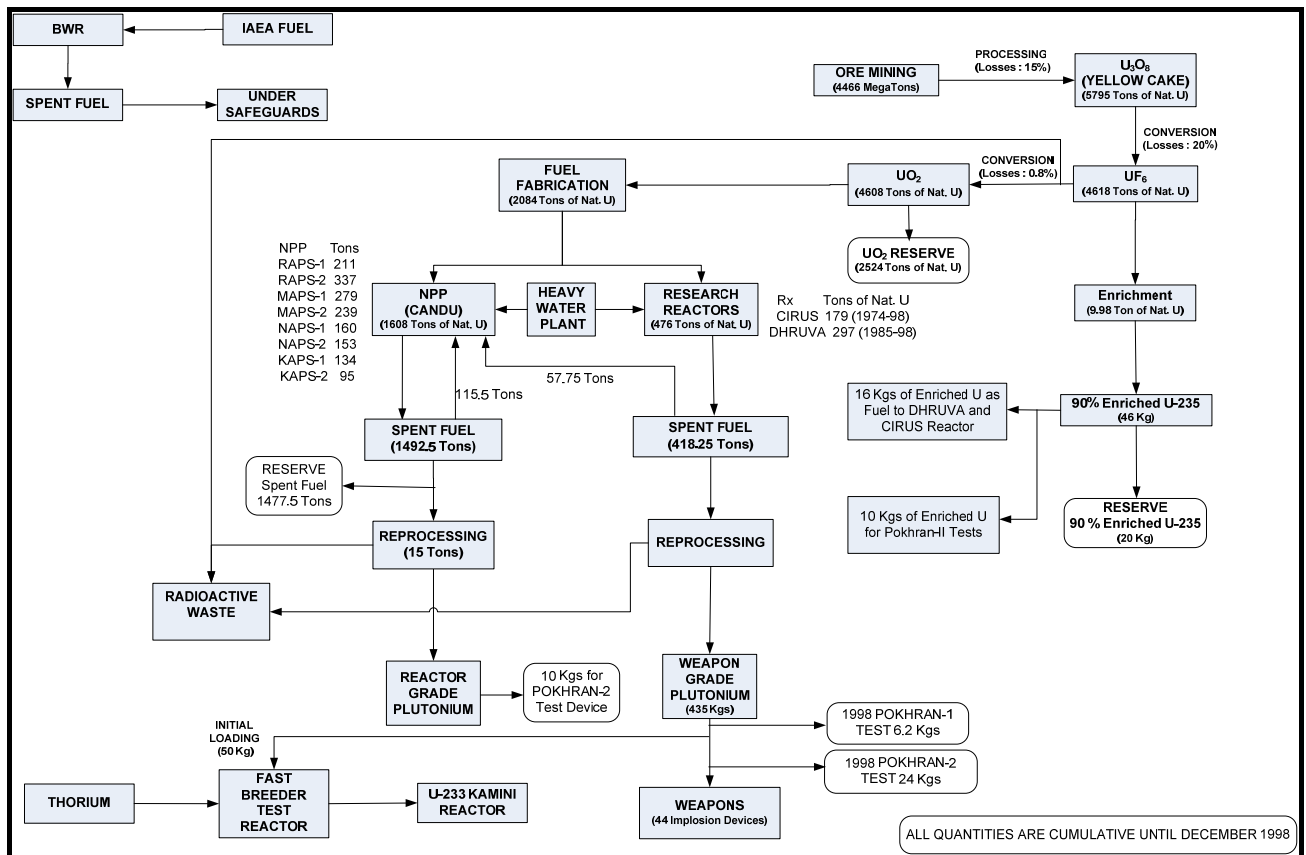 BWR
IAEA FUEL
SPENT FUEL
UNDER
SAFEGUARDS
ORE MINING
(4466 MegaTons)
PROCESSING
(Losses : 15%)
U3O8
(YELLOW CAKE)
(5795 Tons of Nat. U)
CONVERSION
(Losses : 20%)
UF6
(4618 Tons of Nat. U)
CONVERSION
(Losses : 0.8%)
UO2
(4608 Tons of Nat. U)
UO2 RESERVE
(2524 Tons of Nat. U)
FUEL
FABRICATION
(2084 Tons of Nat. U)
NPP Tons
RAPS-1 211
RAPS-2 337
MAPS-1 279
MAPS-2 239
NAPS-1 160
NAPS-2 153
KAPS-1 134
KAPS-2 95
NPP
(CANDU)
(1608 Tons of Nat. U)
HEAVY
WATER
PLANT
RESEARCH
REACTORS
(476 Tons of Nat. U)
Rx Tons of Nat. U
CIRUS 179 (1974-98)
DHRUVA 297 (1985-98)
Enrichment
(9.98 Ton of Nat. U)
115.5 Tons
57.75 Tons
16 Kgs of Enriched U as
Fuel to DHRUVA and
CIRUS Reactor
90% Enriched U-235
(46 Kg)
SPENT FUEL
(1492.5 Tons)
SPENT FUEL
(418.25 Tons)
RESERVE
Spent Fuel
1477.5 Tons
10 Kgs of Enriched U
for Pokhran-II Tests
RESERVE
90 % Enriched U-235
(20 Kg)
REPROCESSING
(15 Tons)
REPROCESSING
RADIOACTIVE
WASTE
REACTOR
GRADE
PLUTONIUM
10 Kgs for
POKHRAN-2
Test Device
WEAPON
GRADE
PLUTONIUM
(435 Kgs)
1998 POKHRAN-1
TEST 6.2 Kgs
1998 POKHRAN-2
TEST 24 Kgs
INITIAL
LOADING
(50 Kg)
THORIUM
FAST
BREEDER
TEST
REACTOR
U-233 KAMINI
REACTOR
WEAPONS
(44 Implosion Devices)
ALL QUANTITIES ARE CUMULATIVE UNTIL DECEMBER 1998